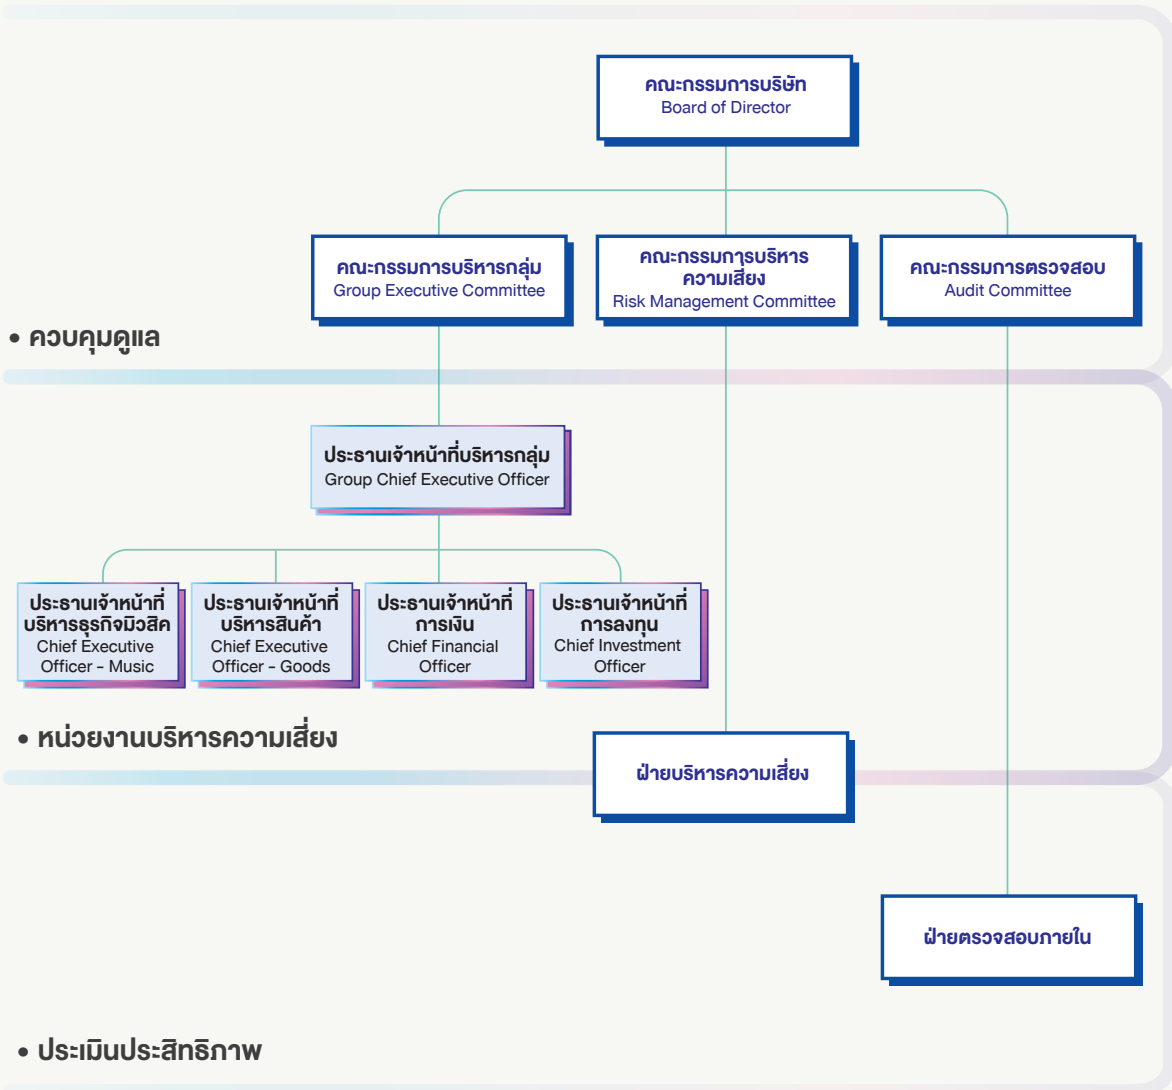 คณะกรรมการบริษัท
Board of Director
คณะกรรมการบริหารกลุ่ม
Group Executive Committee
คณะกรรมการบริหาร
ความเสี่ยง
Risk Management Committee
คณะกรรมการตรวจสอบ
Audit Committee
• ควบคุมดูแล
ประธานเจ้าหน้าที่บริหารกลุ่ม
Group Chief Executive Officer
ประธานเจ้าหน้าที่
บริหารธุรกิจมิวสิค
Chief Executive
Officer - Music
ประธานเจ้าหน้าที่
บริหารสินค้า
Chief Executive
Officer - Goods
ประธานเจ้าหน้าที่
การเงิน
Chief Financial
Officer
ประธานเจ้าหน้าที่
การลงทุน
Chief Investment
Officer
• หน่วยงานบริหารความเสี่ยง
ฝ่ายบริหารความเสี่ยง
ฝ่ายตรวจสอบภายใน
• ประเมินประสิทธิภาพ